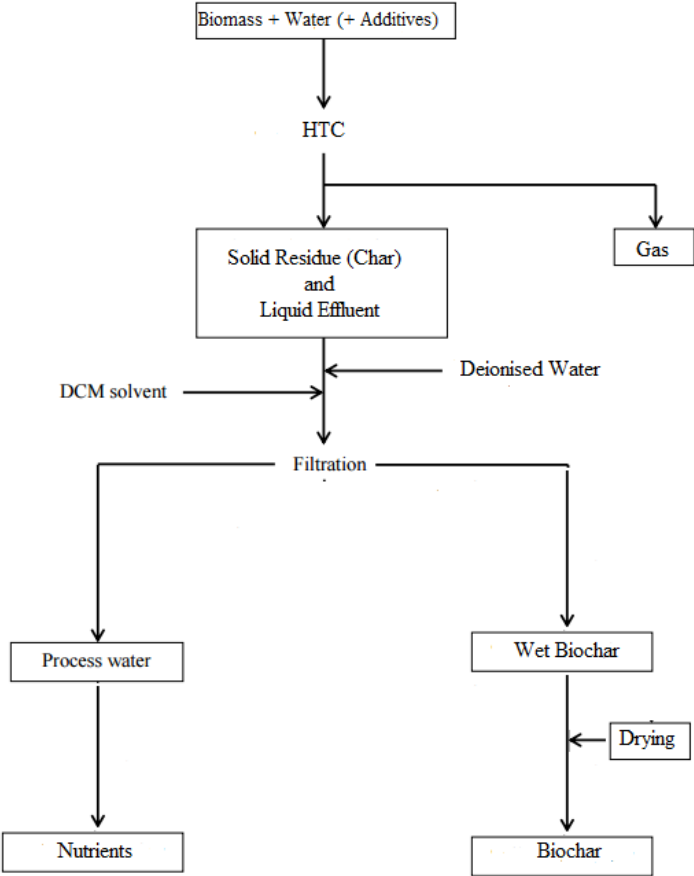 Biomass + Water (+ Additives)
HTC
Solid Residue (Char)
and
Liquid Effluent
Gas
Deionised Water
DCM solvent
Filtration
Process water
Wet Biochar
Drying
Nutrients
Biochar